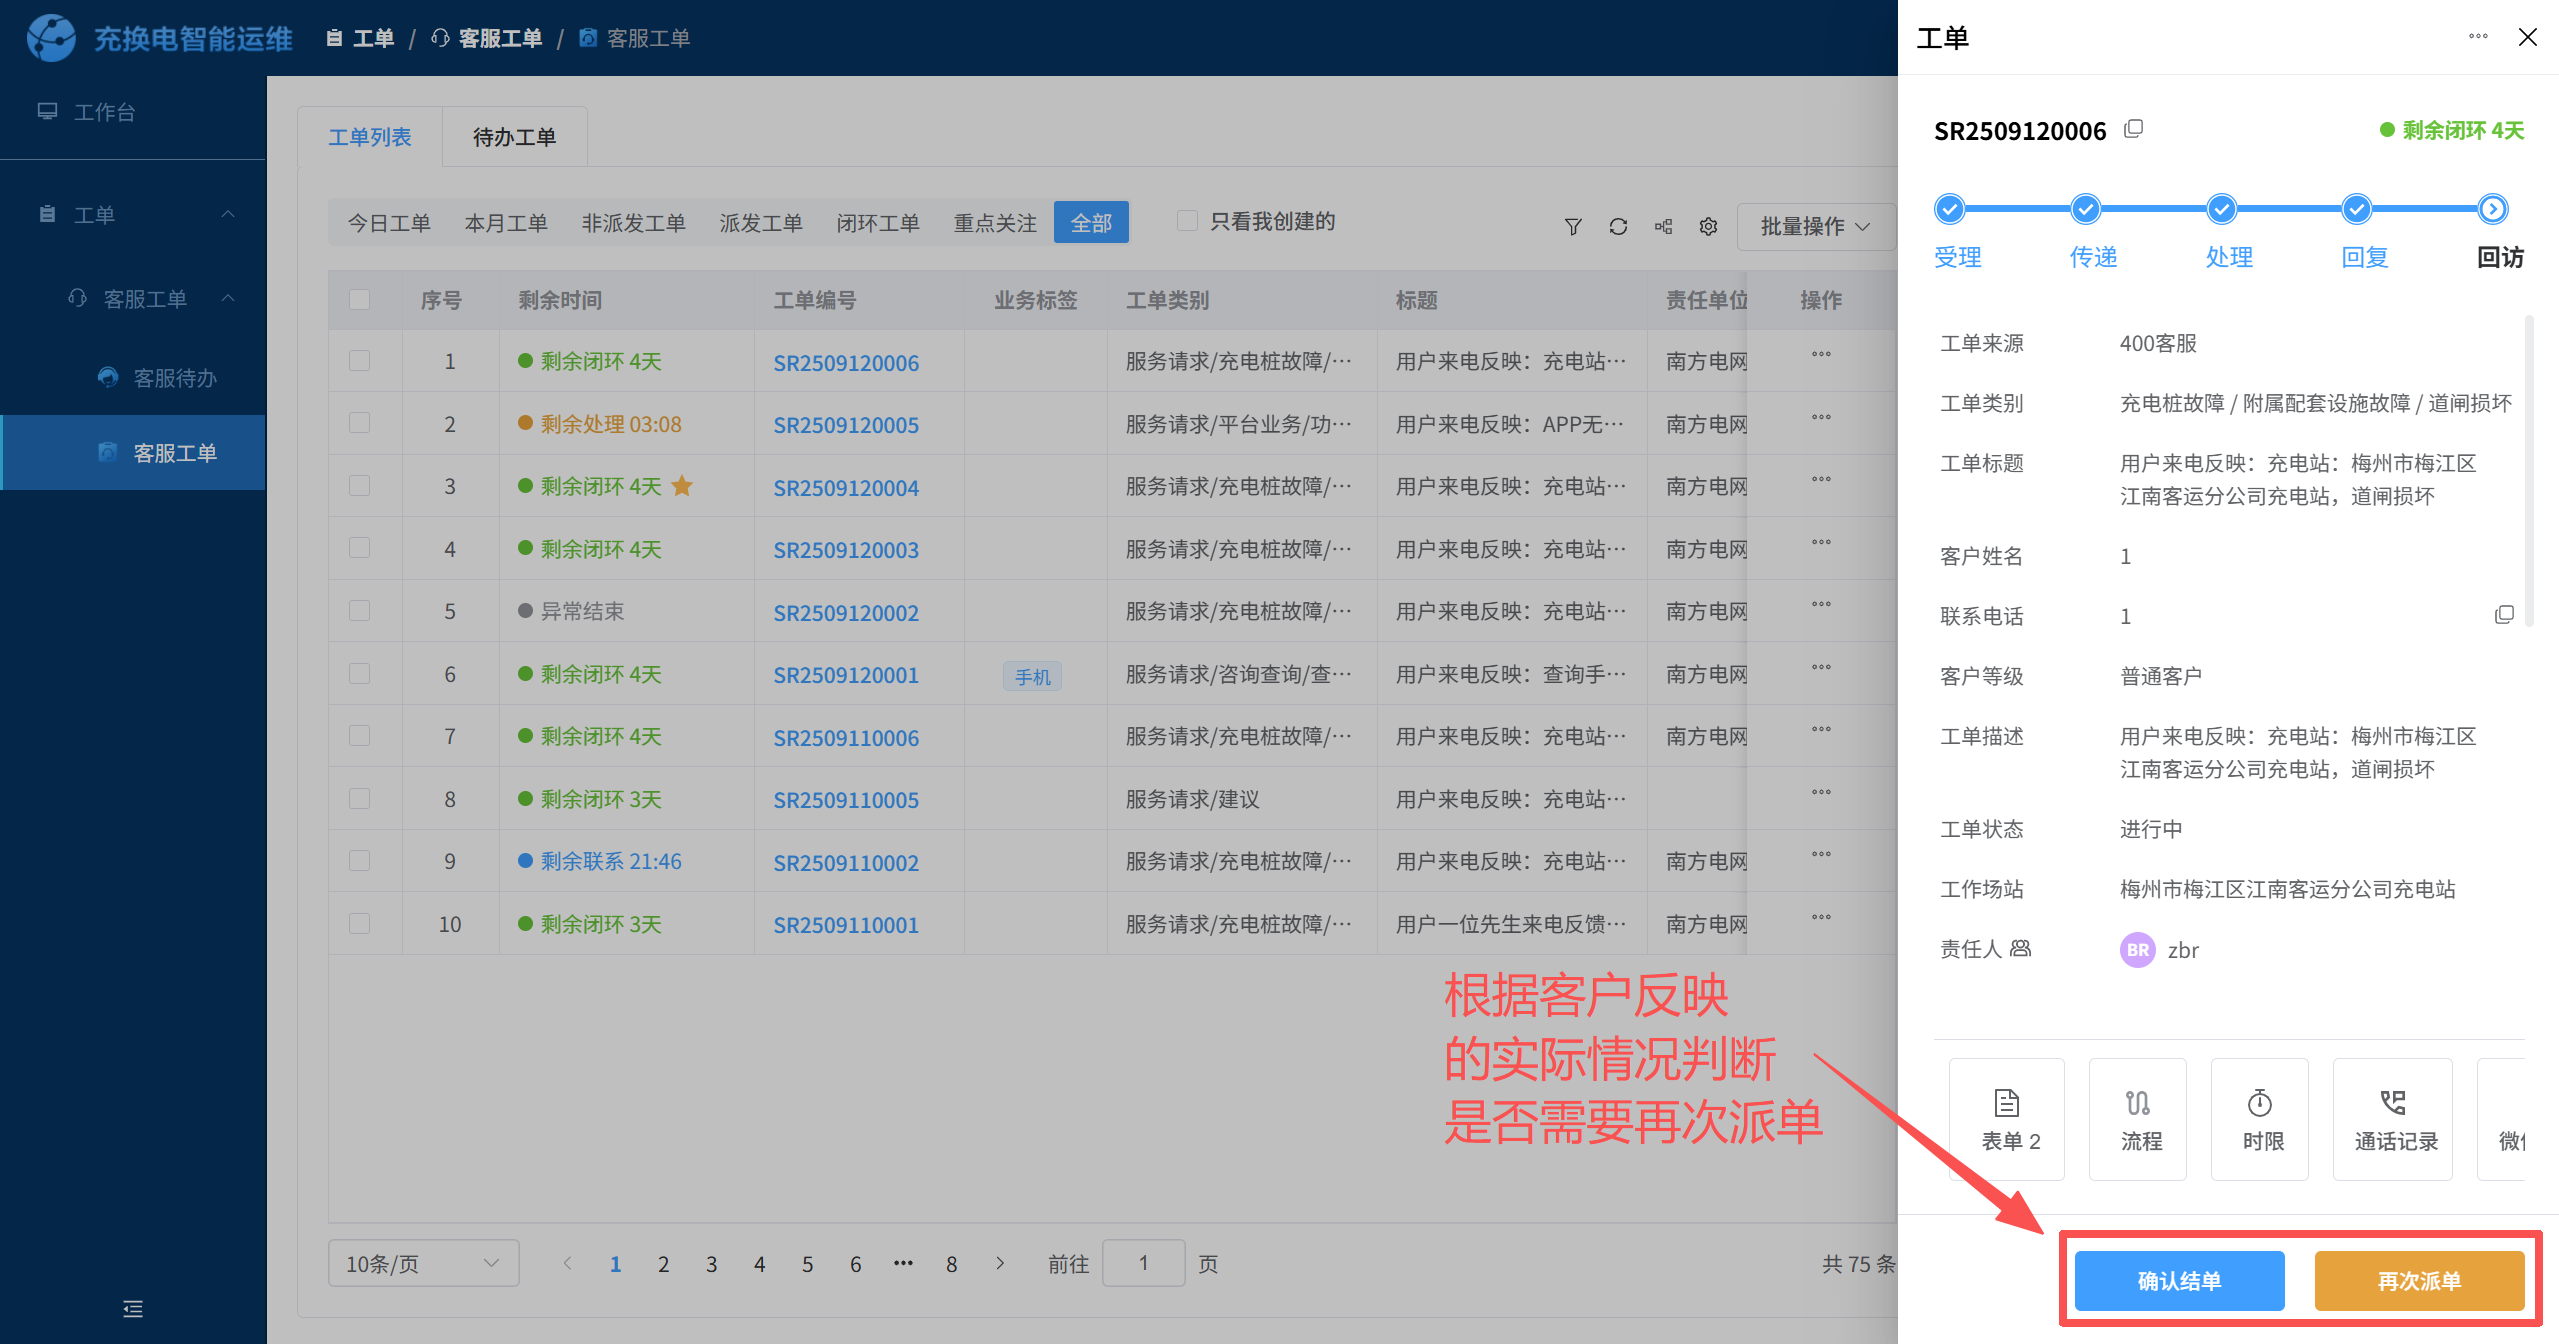 充换电智能运维
工单 / 客服工单 / 客服工单
工作台
工单
客服工单
客服待办
客服工单
工单列表 待办工单
今日工单 本月工单 非派发工单 派发工单 闭环工单 重点关注 全部 只看我创建的 批量操作
序号 剩余时间 工单编号 业务标签 工单类别 标题 责任单位 操作
1 剩余闭环 4天 SR2509120006 服务请求/充电桩故障/… 用户来电反映：充电站… 南方电网
2 剩余处理 03:08 SR2509120005 服务请求/平台业务/功… 用户来电反映：APP无… 南方电网
3 剩余闭环 4天 SR2509120004 服务请求/充电桩故障/… 用户来电反映：充电站… 南方电网
4 剩余闭环 4天 SR2509120003 服务请求/充电桩故障/… 用户来电反映：充电站… 南方电网
5 异常结束 SR2509120002 服务请求/充电桩故障/… 用户来电反映：充电站… 南方电网
6 剩余闭环 4天 SR2509120001 手机 服务请求/咨询查询/查… 用户来电反映：查询手… 南方电网
7 剩余闭环 4天 SR2509110006 服务请求/充电桩故障/… 用户来电反映：充电站… 南方电网
8 剩余闭环 3天 SR2509110005 服务请求/建议 用户来电反映：充电站…
9 剩余联系 21:46 SR2509110002 服务请求/充电桩故障/… 用户来电反映：充电站… 南方电网
10 剩余闭环 3天 SR2509110001 服务请求/充电桩故障/… 用户一位先生来电反馈… 南方电网
根据客户反映
的实际情况判断
是否需要再次派单
10条/页 1 2 3 4 5 6 ••• 8 前往 1 页 共 75 条
工单
SR2509120006 剩余闭环 4天
受理 传递 处理 回复 回访
工单来源 400客服
工单类别 充电桩故障 / 附属配套设施故障 / 道闸损坏
工单标题 用户来电反映：充电站：梅州市梅江区
江南客运分公司充电站，道闸损坏
客户姓名 1
联系电话 1
客户等级 普通客户
工单描述 用户来电反映：充电站：梅州市梅江区
江南客运分公司充电站，道闸损坏
工单状态 进行中
工作场站 梅州市梅江区江南客运分公司充电站
责任人 BR zbr
表单 2 流程 时限 通话记录 微
确认结单 再次派单